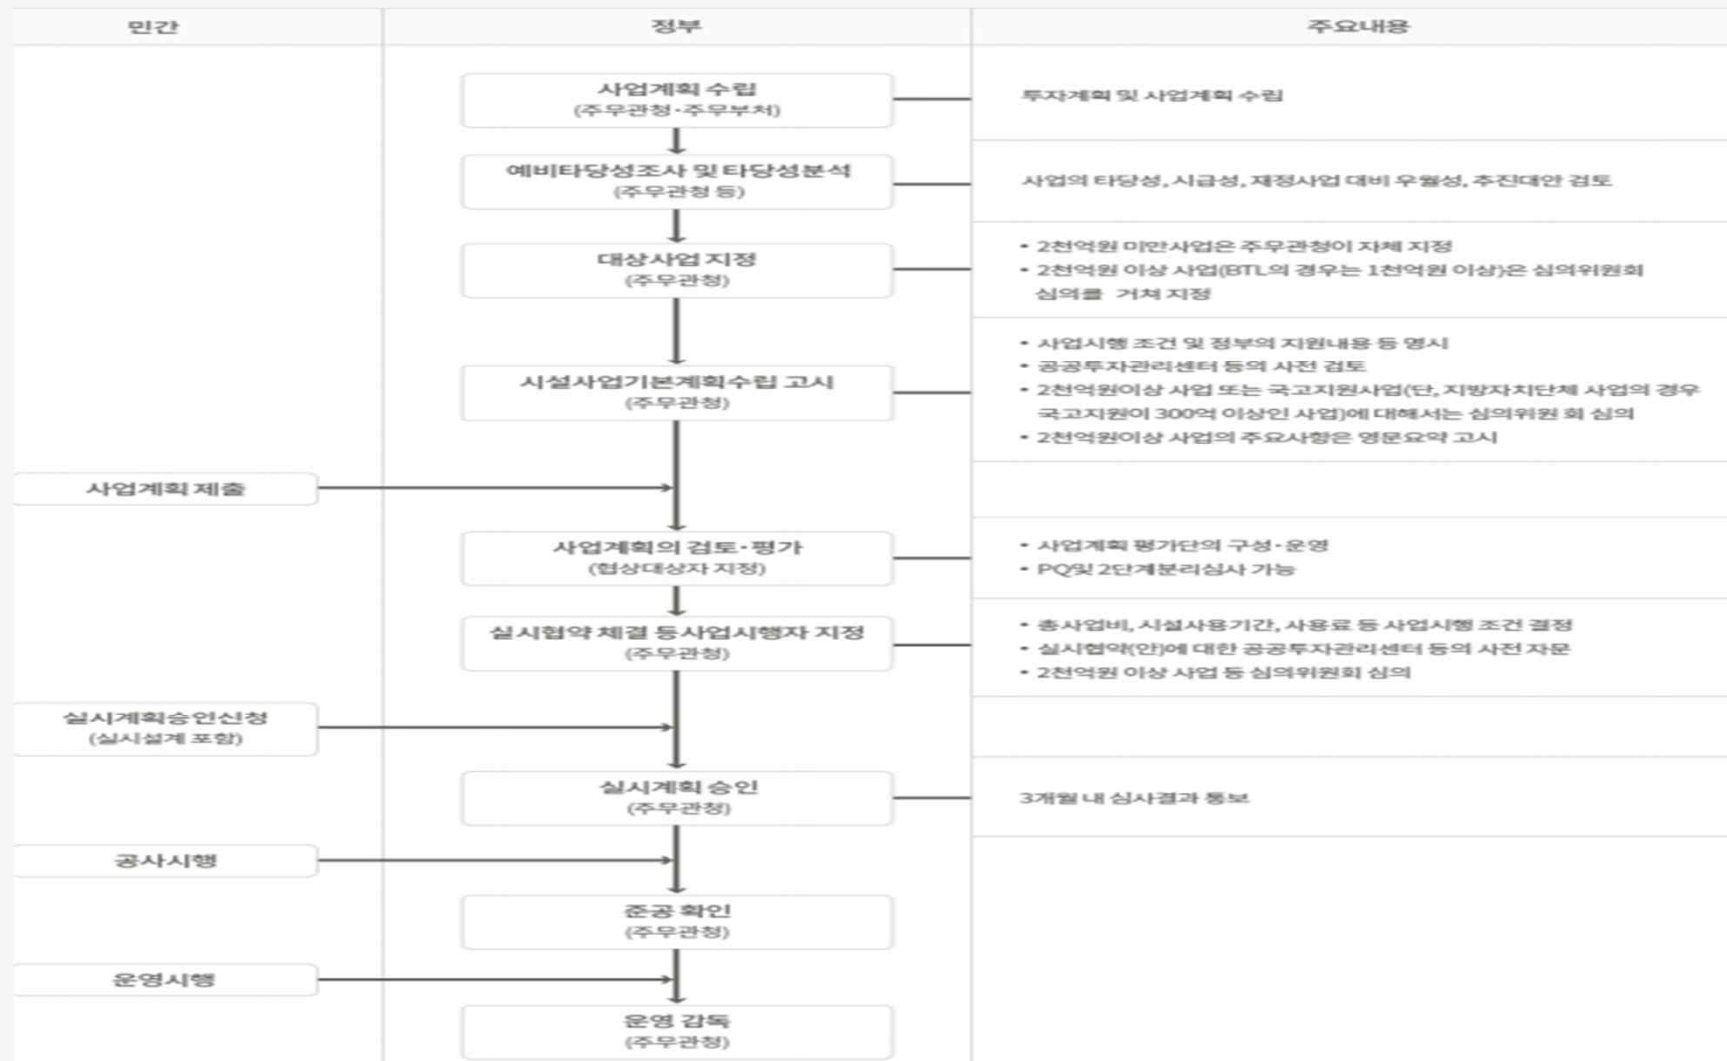 민간 정부 주요내용
사업계획 수립
(주무관청·주무부처)
투자계획 및 사업계획 수립
예비타당성조사 및 타당성분석
(주무관청 등)
사업의 타당성, 시급성, 재정사업 대비 우월성, 추진대안 검토
대상사업 지정
(주무관청)
• 2천억원 미만사업은 주무관청이 자체 지정
• 2천억원 이상 사업(BTL의 경우는 1천억원 이상)은 심의위원회
심의를 거쳐 지정
시설사업기본계획수립 고시
(주무관청)
• 사업시행 조건 및 정부의 지원내용 등 명시
• 공공투자관리센터 등의 사전 검토
• 2천억원이상 사업 또는 국고지원사업(단, 지방자치단체 사업의 경우
국고지원이 300억 이상인 사업)에 대해서는 심의위원 회 심의
• 2천억원이상 사업의 주요사항은 영문요약 고시
사업계획 제출
사업계획의 검토·평가
(협상대상자 지정)
• 사업계획 평가단의 구성·운영
• PQ및 2단계분리심사 가능
실시협약 체결 등사업시행자 지정
(주무관청)
• 총사업비, 시설사용기간, 사용료 등 사업시행 조건 결정
• 실시협약(안)에 대한 공공투자관리센터 등의 사전 자문
• 2천억원 이상 사업 등 심의위원회 심의
실시계획승인신청
(실시설계 포함)
실시계획 승인
(주무관청)
3개월 내 심사결과 통보
공사시행
준공 확인
(주무관청)
운영시행
운영 감독
(주무관청)